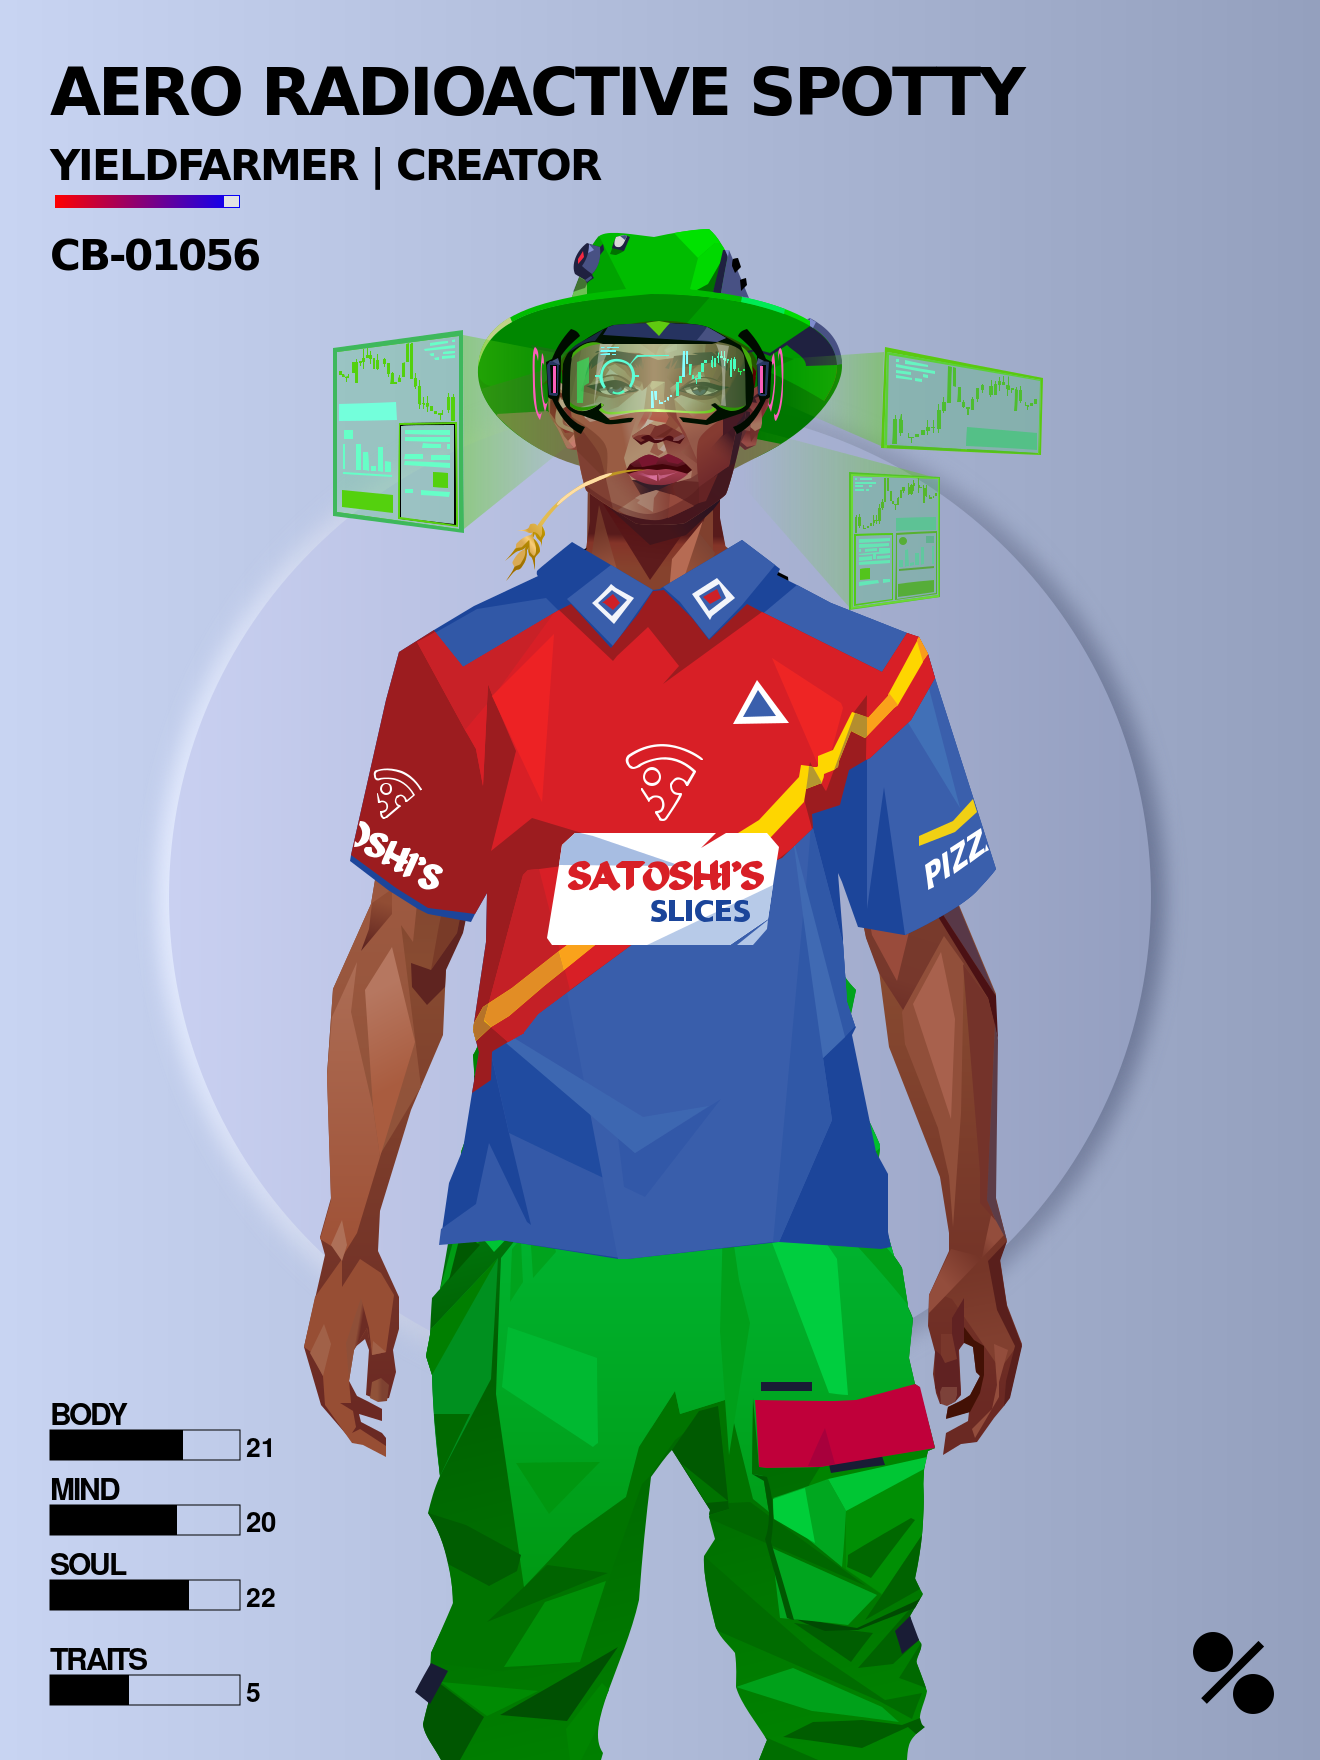 AERO RADIOACTIVE SPOTTY
YIELDFARMER | CREATOR
CB-01056
OSHI'S
SATOSHI'S
SLICES
PIZZ
BODY
21
MIND
20
SOUL
22
TRAITS
5